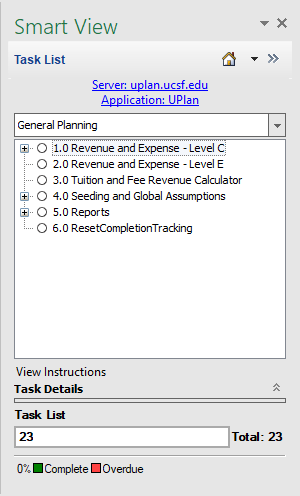 Smart View
Task List
Server: uplan.ucsf.edu
Application: UPlan
General Planning
1.0 Revenue and Expense - Level C
2.0 Revenue and Expense - Level E
3.0 Tuition and Fee Revenue Calculator
4.0 Seeding and Global Assumptions
5.0 Reports
6.0 ResetCompletionTracking
View Instructions
Task Details
Task List
23 Total: 23
0% Complete Overdue